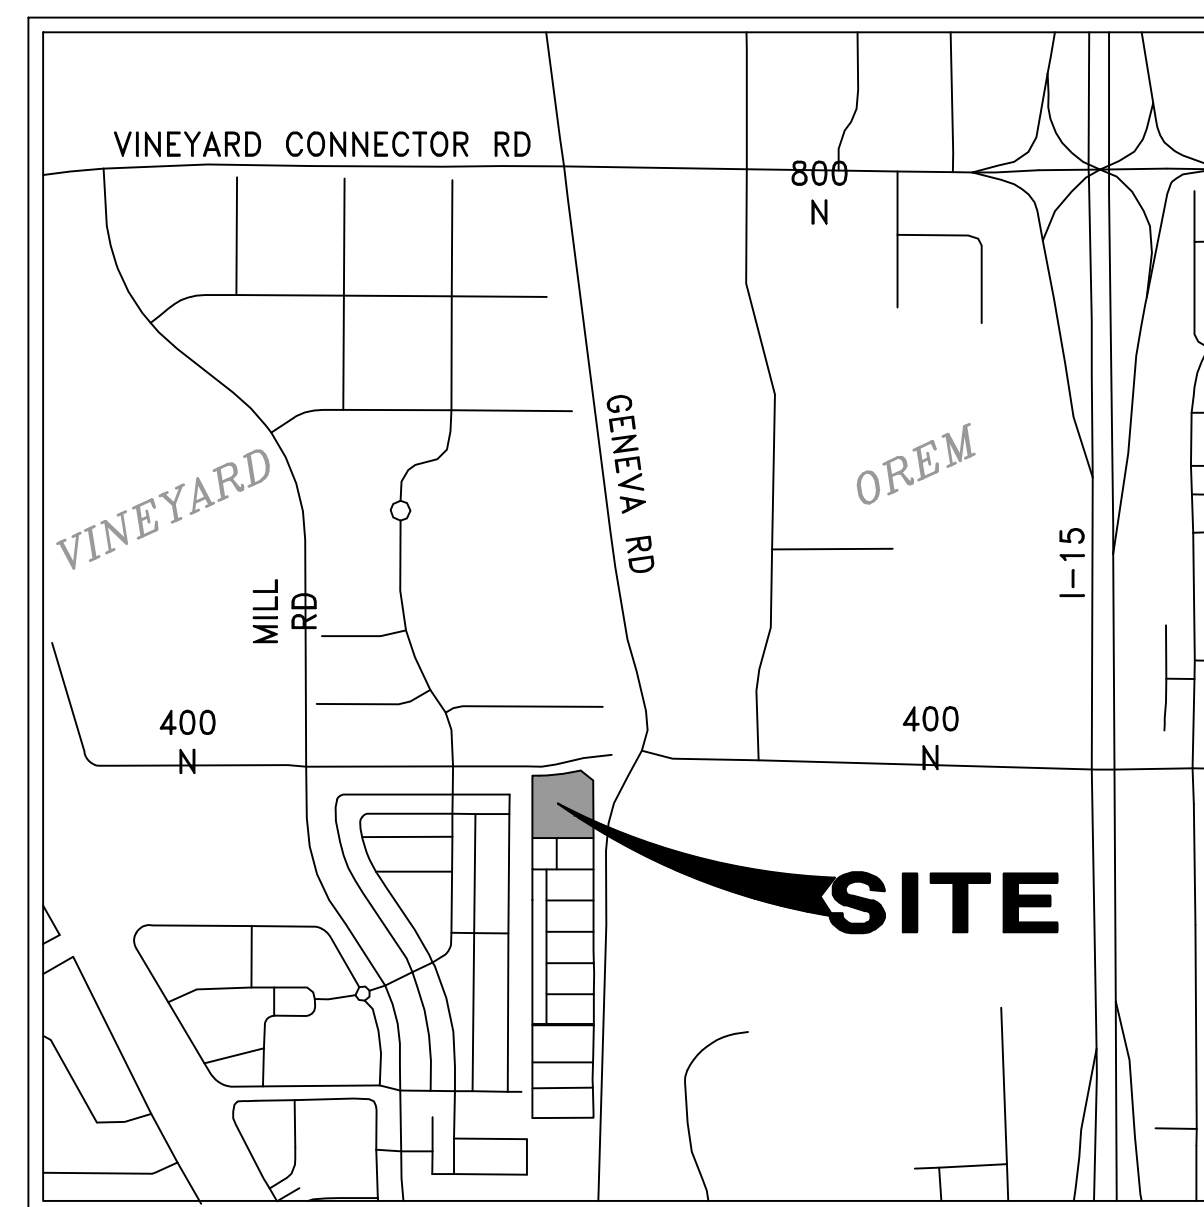 VINEYARD CONNECTOR RD
800
N
GENEVA RD
VINEYARD
OREM
I-15
MILL
RD
400
N
400
N
SITE